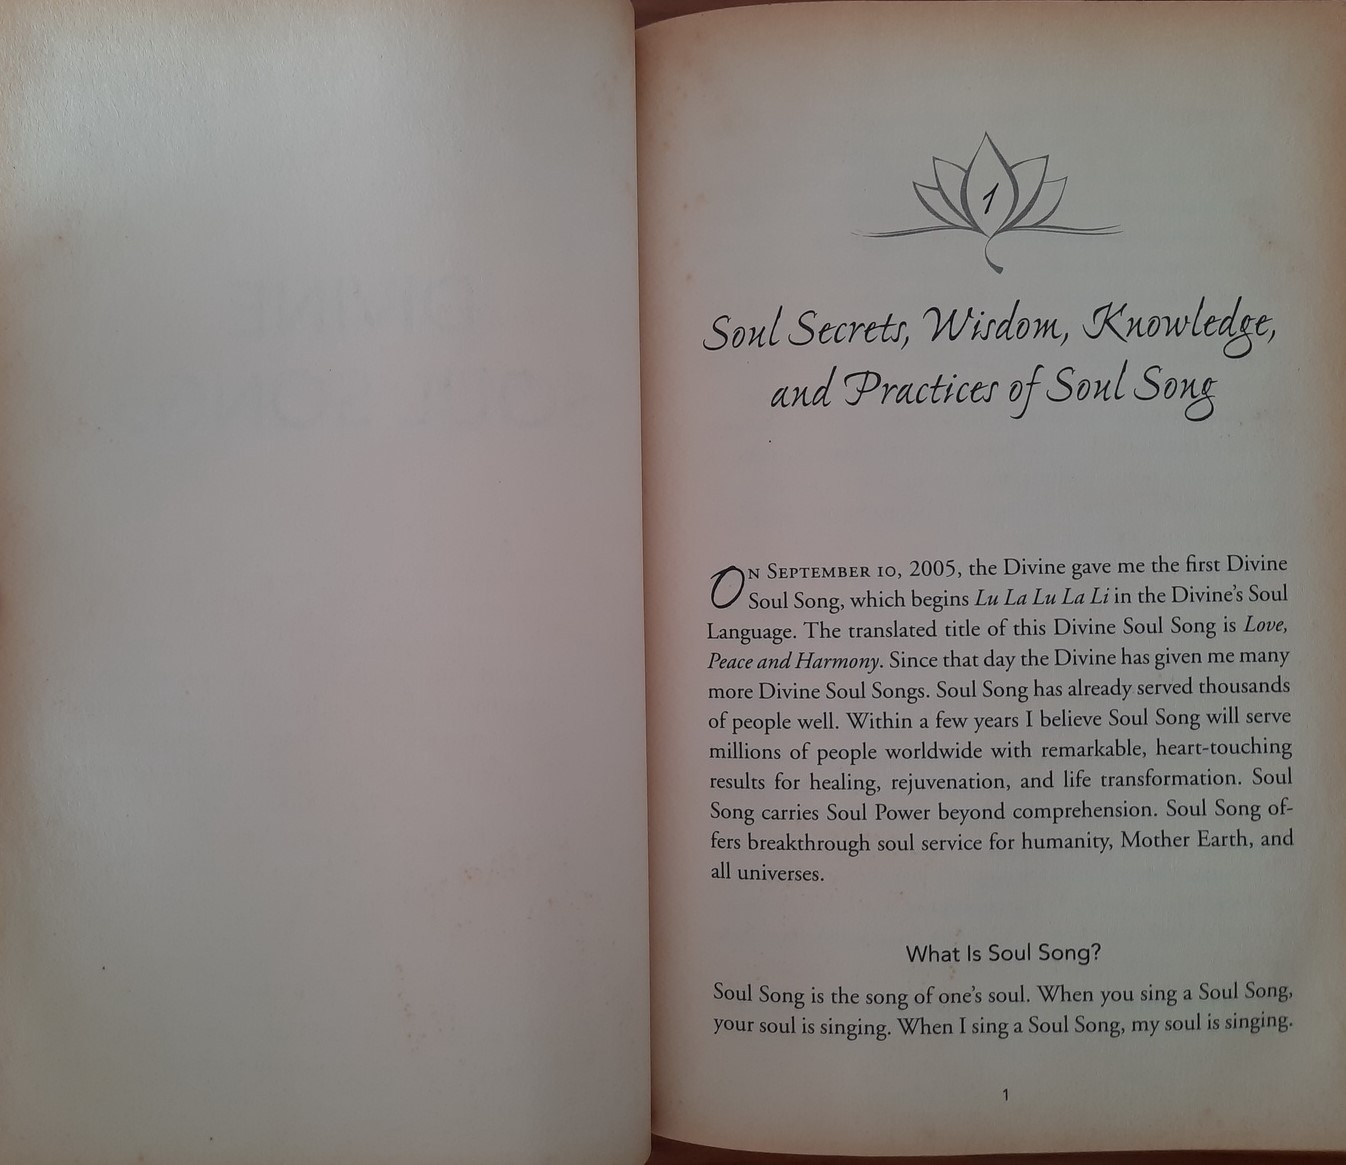 1
Soul Secrets, Wisdom, Knowledge,
and Practices of Soul Song
ON SEPTEMBER 10, 2005, the Divine gave me the first Divine
Soul Song, which begins Lu La Lu La Li in the Divine's Soul
Language. The translated title of this Divine Soul Song is Love,
Peace and Harmony. Since that day the Divine has given me many
more Divine Soul Songs. Soul Song has already served thousands
of people well. Within a few years I believe Soul Song will serve
millions of people worldwide with remarkable, heart-touching
results for healing, rejuvenation, and life transformation. Soul
Song carries Soul Power beyond comprehension. Soul Song of-
fers breakthrough soul service for humanity, Mother Earth, and
all universes.
What Is Soul Song?
Soul Song is the song of one's soul. When you sing a Soul Song,
your soul is singing. When I sing a Soul Song, my soul is singing.
1